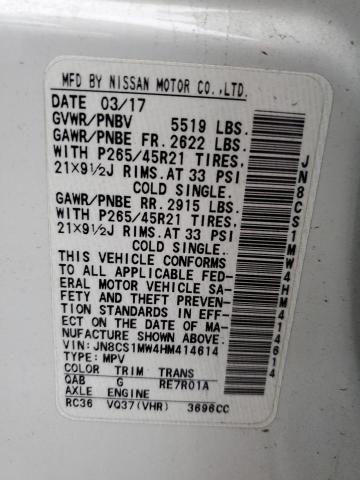 MFD BY NISSAN MOTOR CO.,LTD.
DATE 03/17
GVWR/PNBV 5519 LBS.
GAWR/PNBE FR. 2622 LBS.
WITH P265/45R21 TIRES,
21×9½J RIMS.AT 33 PSI
COLD SINGLE.
GAWR/PNBE RR. 2915 LBS.
WITH P265/45R21 TIRES,
21×9½J RIMS.AT 33 PSI
COLD SINGLE.
THIS VEHICLE CONFORMS
TO ALL APPLICABLE FED-
ERAL MOTOR VEHICLE SA-
FETY AND THEFT PREVEN-
TION STANDARDS IN EFFE-
CT ON THE DATE OF MA-
NUFACTURE SHOWN ABOVE.
VIN:JN8CS1MW4HM414614
TYPE: MPV
COLOR TRIM TRANS
QAB G RE7R01A
AXLE ENGINE
RC36 VQ37(VHR) 3696CC
JN8CS1MW4HM414614